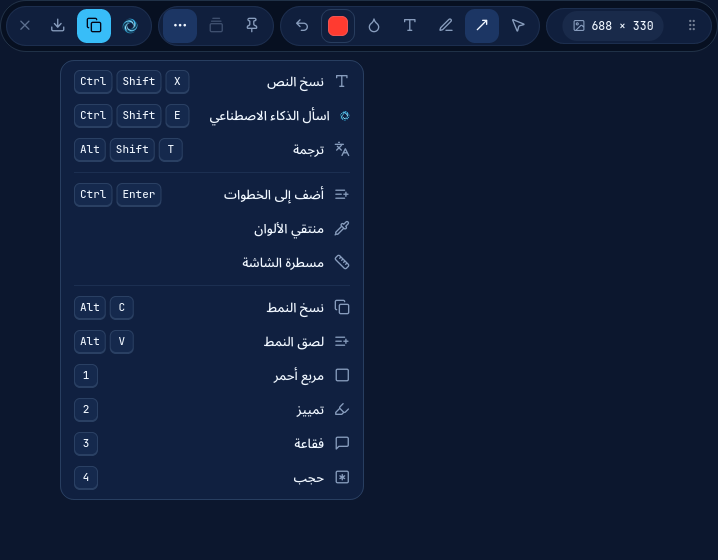 688 × 330
نسخ النص Ctrl Shift X
اسأل الذكاء الاصطناعي Ctrl Shift E
ترجمة Alt Shift T
أضف إلى الخطوات Ctrl Enter
منتقي الألوان
مسطرة الشاشة
نسخ النمط Alt C
لصق النمط Alt V
مربع أحمر 1
تمييز 2
فقاعة 3
حجب 4